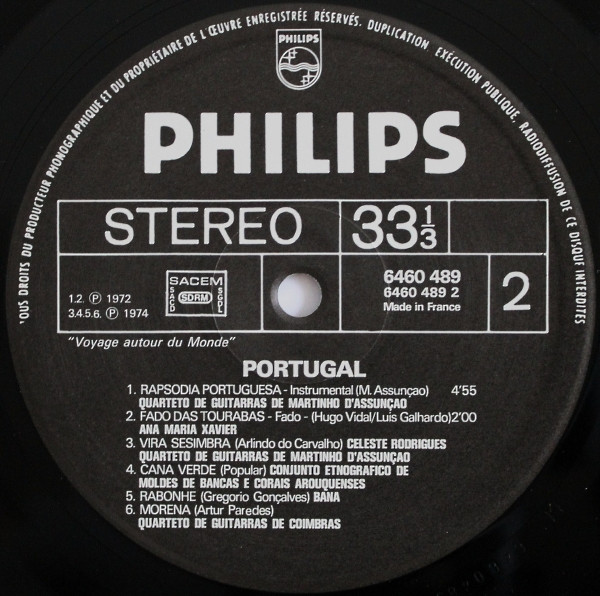 TOUS DROITS DU PRODUCTEUR PHONOGRAPHIQUE ET DU PROPRIÉTAIRE DE L'ŒUVRE ENREGISTRÉE RÉSERVÉS. DUPLICATION EXÉCUTION PUBLIQUE, RADIODIFFUSION DE CE DISQUE INTERDITES
PHILIPS
PHILIPS
STEREO 33 1/3
1.2. Ⓟ 1972
3.4.5.6. Ⓟ 1974
SACEM
SACD SDRM SGDL
6460 489
6460 489 2
Made in France
2
"Voyage autour du Monde"
PORTUGAL
1. RAPSODIA PORTUGUESA - Instrumental (M. Assunçao) 4'55
QUARTETO DE GUITARRAS DE MARTINHO D'ASSUNÇAO
2. FADO DAS TOURABAS - Fado - (Hugo Vidal/Luis Galhardo) 2'00
ANA MARIA XAVIER
3. VIRA SESIMBRA (Arlindo do Carvalho) CELESTE RODRIGUES
QUARTETO DE GUITARRAS DE MARTINHO D'ASSUNÇAO
4. CANA VERDE (Popular) CONJUNTO ETNOGRAFICO DE
MOLDES DE BANCAS E CORAIS AROUQUENSES
5. RABONHE (Gregorio Gonçalves) BANA
6. MORENA (Artur Paredes)
QUARTETO DE GUITARRAS DE COIMBRAS